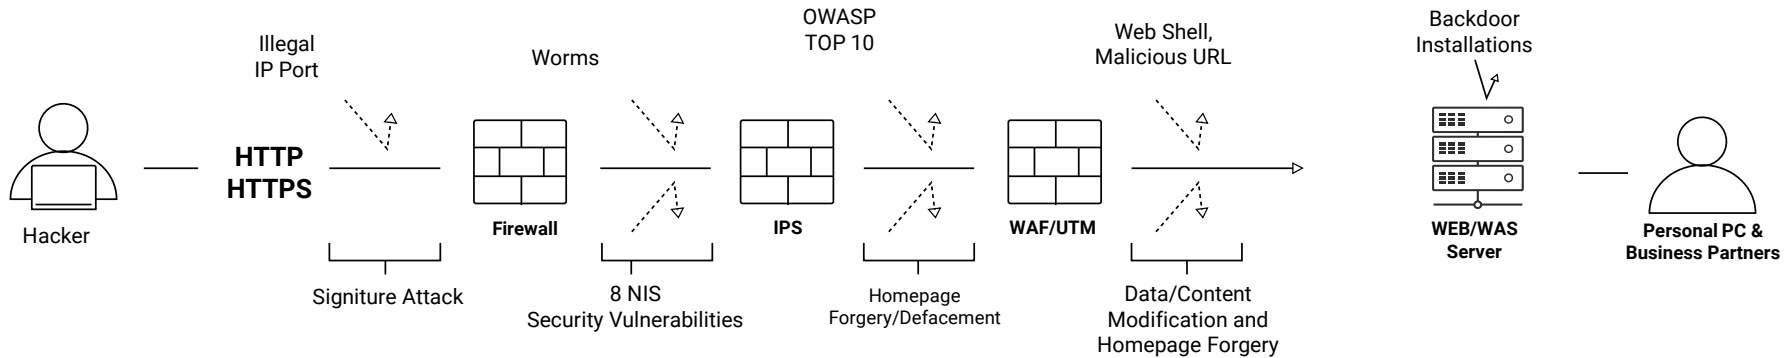 Illegal
IP Port
Worms
OWASP
TOP 10
Web Shell,
Malicious URL
Backdoor
Installations
Hacker
HTTP
HTTPS
Firewall
IPS
WAF/UTM
WEB/WAS
Server
Personal PC &
Business Partners
Signiture Attack
8 NIS
Security Vulnerabilities
Homepage
Forgery/Defacement
Data/Content
Modification and
Homepage Forgery